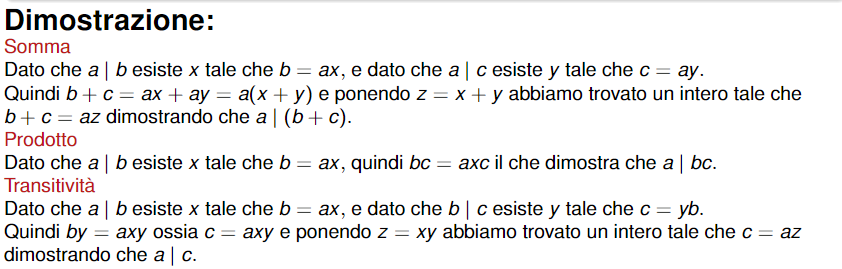 Dimostrazione:
Somma
Dato che a | b esiste x tale che b = ax, e dato che a | c esiste y tale che c = ay.
Quindi b + c = ax + ay = a(x + y) e ponendo z = x + y abbiamo trovato un intero tale che
b + c = az dimostrando che a | (b + c).
Prodotto
Dato che a | b esiste x tale che b = ax, quindi bc = axc il che dimostra che a | bc.
Transitività
Dato che a | b esiste x tale che b = ax, e dato che b | c esiste y tale che c = yb.
Quindi by = axy ossia c = axy e ponendo z = xy abbiamo trovato un intero tale che c = az
dimostrando che a | c.